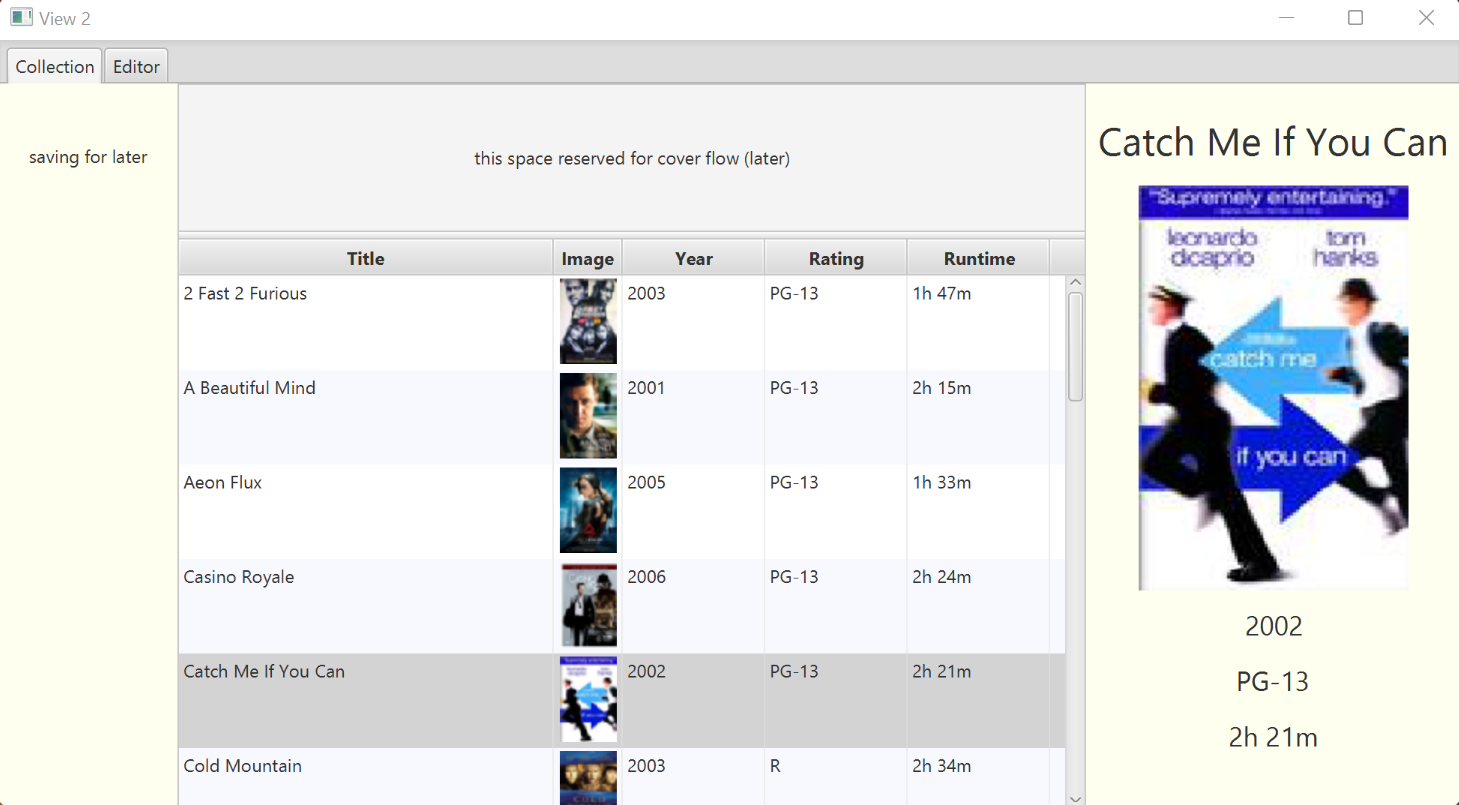 View 2
Collection Editor
saving for later
this space reserved for cover flow (later)
Title Image Year Rating Runtime
2 Fast 2 Furious 2003 PG-13 1h 47m
A Beautiful Mind 2001 PG-13 2h 15m
Aeon Flux 2005 PG-13 1h 33m
Casino Royale 2006 PG-13 2h 24m
Catch Me If You Can 2002 PG-13 2h 21m
Cold Mountain 2003 R 2h 34m
Catch Me If You Can
"Supremely entertaining."
leonardo dicaprio
tom hanks
catch me
if you can
2002
PG-13
2h 21m